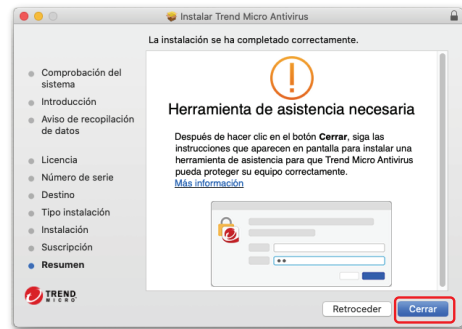 Instalar Trend Micro Antivirus
La instalación se ha completado correctamente.
Comprobación del
sistema
Introducción
Aviso de recopilación
de datos
Licencia
Número de serie
Destino
Tipo instalación
Instalación
Suscripción
Resumen
Herramienta de asistencia necesaria
Después de hacer clic en el botón Cerrar, siga las
instrucciones que aparecen en pantalla para instalar una
herramienta de asistencia para que Trend Micro Antivirus
pueda proteger su equipo correctamente.
Más información
TREND
MICRO
Retroceder
Cerrar